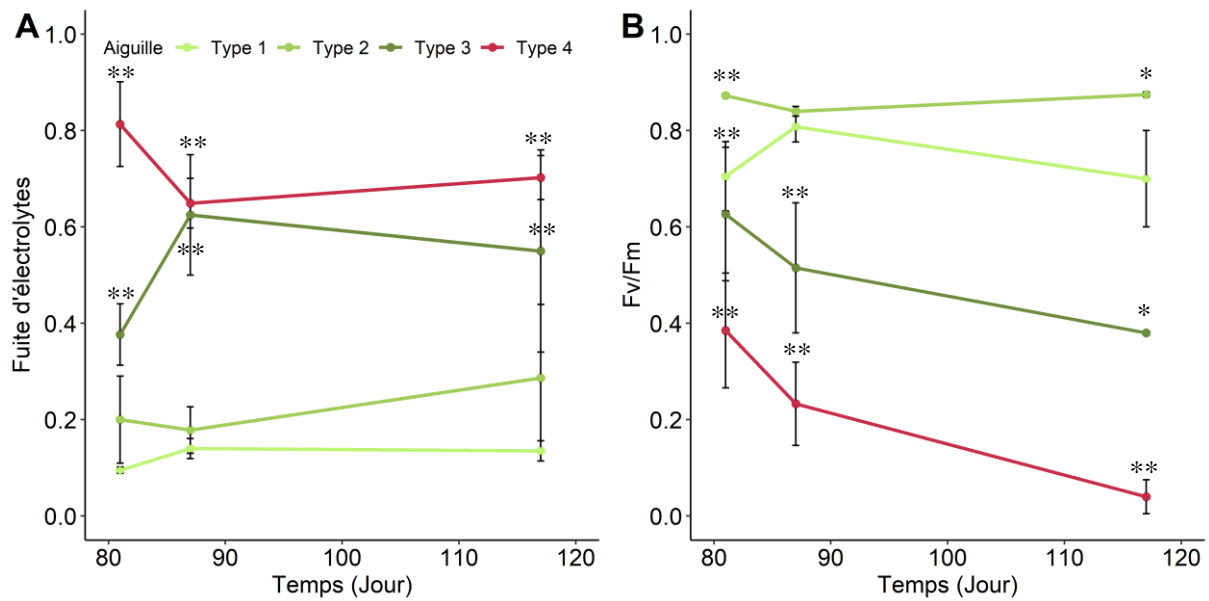 A
Aiguille Type 1 Type 2 Type 3 Type 4
Fuite d'électrolytes
1.0
0.8
0.6
0.4
0.2
0.0
**
**
**
**
**
**
80 90 100 110 120
Temps (Jour)
B
Fv/Fm
1.0
0.8
0.6
0.4
0.2
0.0
**
*
**
**
**
**
*
**
80 90 100 110 120
Temps (Jour)